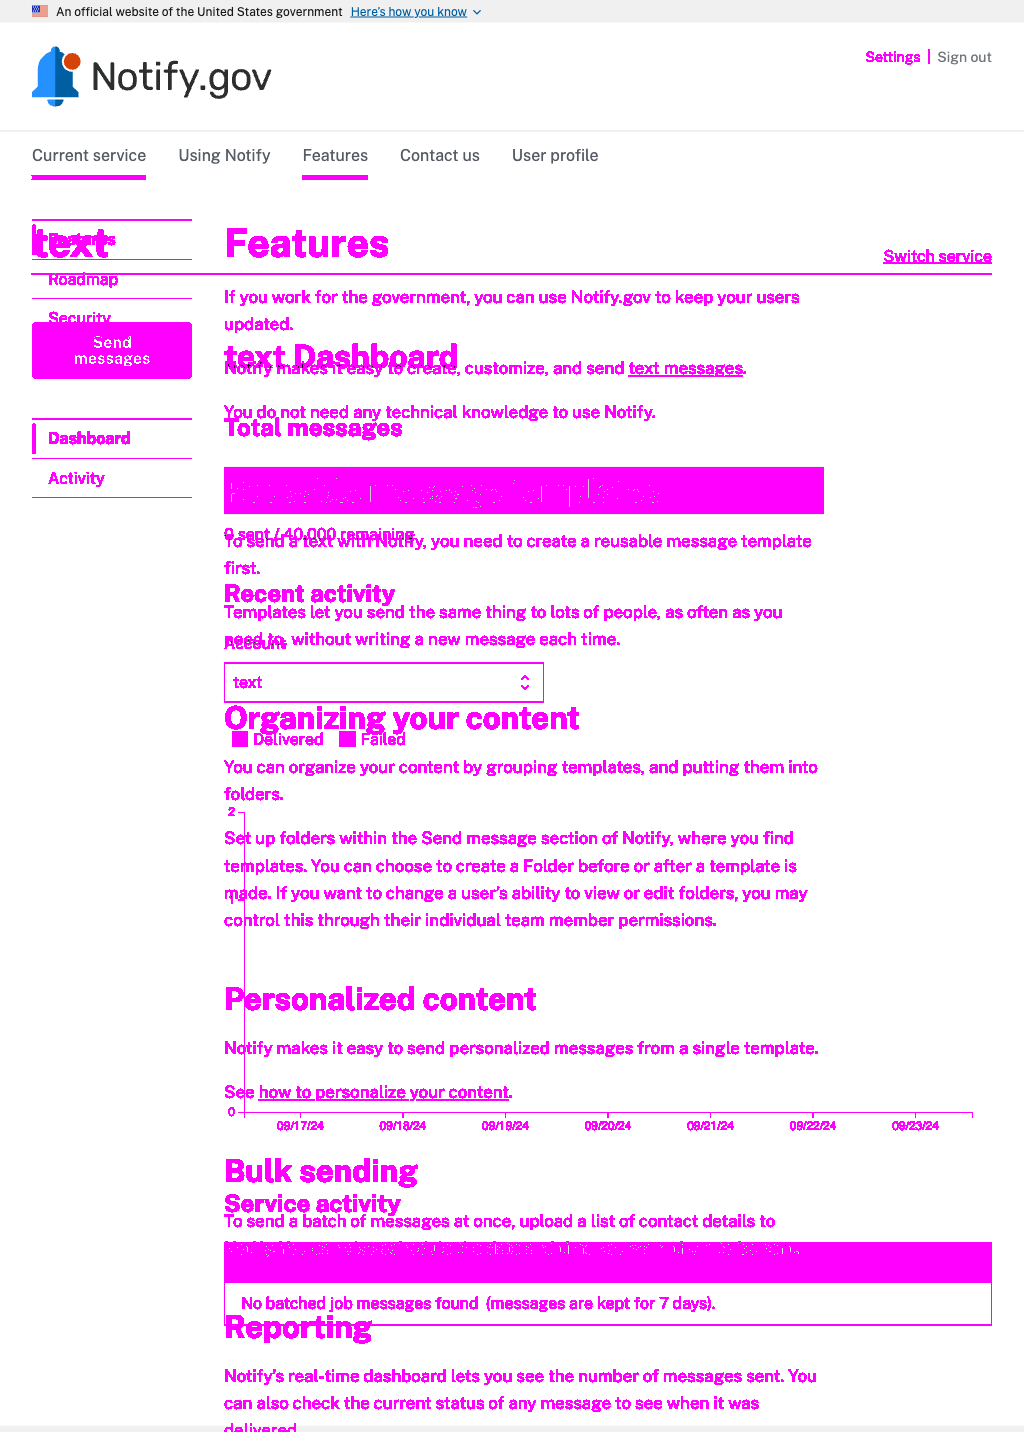 An official website of the United States government Here's how you know
Notify.gov
Settings Sign out
Current service Using Notify Features Contact us User profile
text
Features
Roadmap
Security
Send
messages
Dashboard
Activity
Features
Switch service
If you work for the government, you can use Notify.gov to keep your users
updated.
text Dashboard
Notify makes it easy to create, customize, and send text messages.
You do not need any technical knowledge to use Notify.
Total messages
0 sent / 40,000 remaining
To send a text with Notify, you need to create a reusable message template
first.
Recent activity
Templates let you send the same thing to lots of people, as often as you
need to, without writing a new message each time.
Account
text
Organizing your content
Delivered Failed
You can organize your content by grouping templates, and putting them into
folders.
2
Set up folders within the Send message section of Notify, where you find
templates. You can choose to create a Folder before or after a template is
made. If you want to change a user's ability to view or edit folders, you may
1
control this through their individual team member permissions.
Personalized content
Notify makes it easy to send personalized messages from a single template.
See how to personalize your content.
0
09/17/24 09/18/24 09/19/24 09/20/24 09/21/24 09/22/24 09/23/24
Bulk sending
Service activity
To send a batch of messages at once, upload a list of contact details to
No batched job messages found (messages are kept for 7 days).
Reporting
Notify's real-time dashboard lets you see the number of messages sent. You
can also check the current status of any message to see when it was
delivered